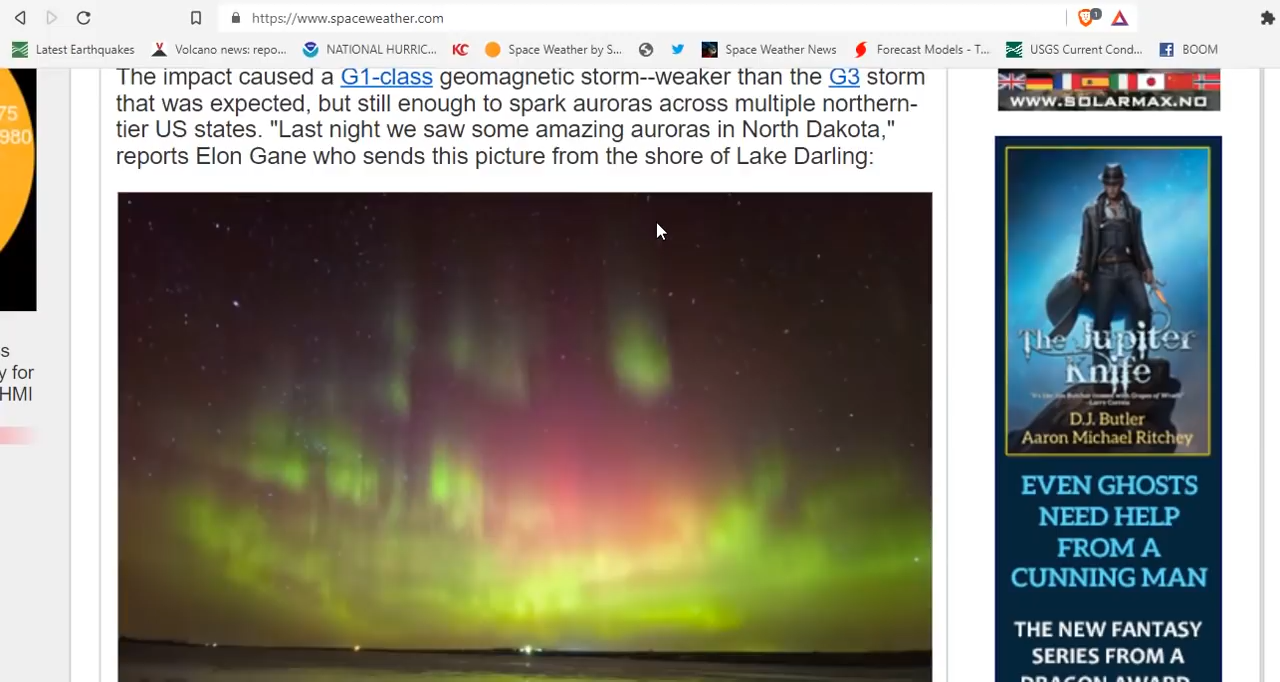 https://www.spaceweather.com
1
Latest Earthquakes
Volcano news: repo...
NATIONAL HURRIC...
KC
Space Weather by S...
Space Weather News
Forecast Models - T...
USGS Current Cond...
BOOM
75
980
s
y for
HMI
The impact caused a G1-class geomagnetic storm--weaker than the G3 storm
that was expected, but still enough to spark auroras across multiple northern-
tier US states. "Last night we saw some amazing auroras in North Dakota,"
reports Elon Gane who sends this picture from the shore of Lake Darling:
WWW.SOLARMAX.NO
The Jupiter
Knife
D.J. Butler
Aaron Michael Ritchey
EVEN GHOSTS
NEED HELP
FROM A
CUNNING MAN
THE NEW FANTASY
SERIES FROM A
DRAGON AWARD